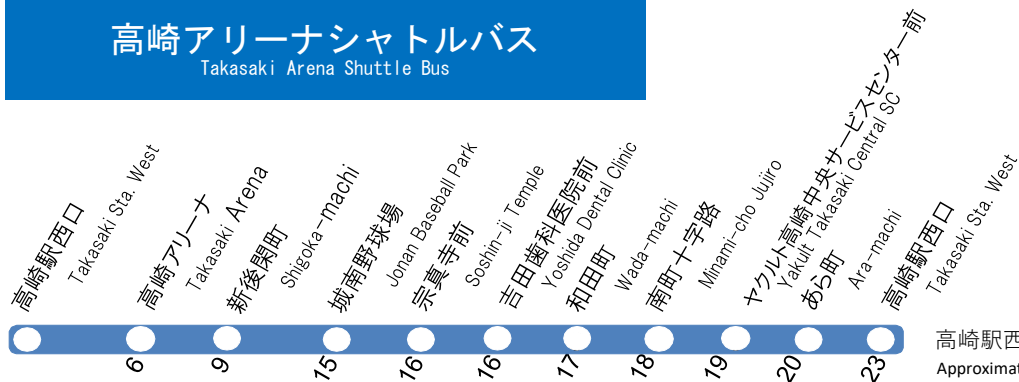 高崎アリーナシャトルバス
Takasaki Arena Shuttle Bus
高崎駅西口
Takasaki Sta. West
高崎アリーナ
Takasaki Arena
新後閑町
Shigoka-machi
城南野球場
Jonan Baseball Park
宗真寺前
Soshin-ji Temple
吉田歯科医院前
Yoshida Dental Clinic
和田町
Wada-machi
南町十字路
Minami-cho Jujiro
ヤクルト高崎中央サービスセンター前
Yakult Takasaki Central SC
あら町
Ara-machi
高崎駅西口
Takasaki Sta. West
6
9
15
16
16
17
18
19
20
23
高崎駅西
Approximat